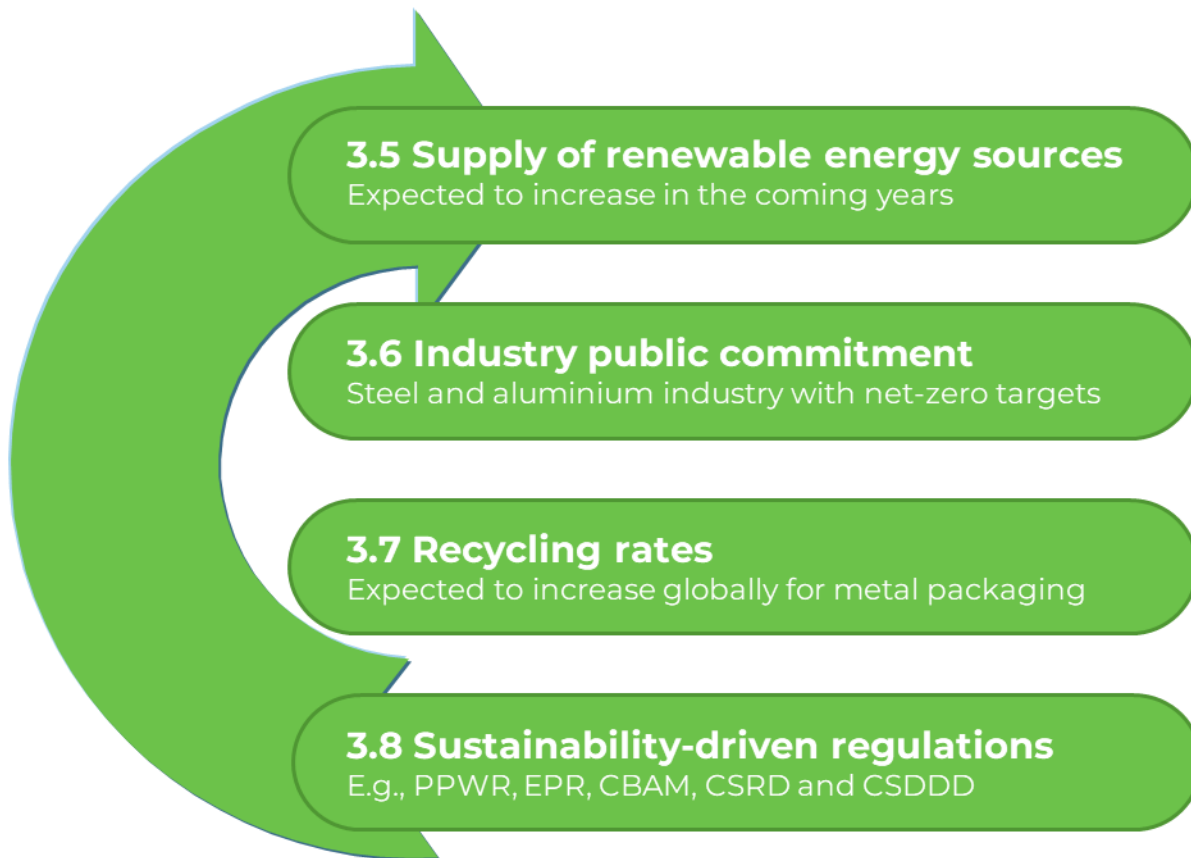 3.5 Supply of renewable energy sources
Expected to increase in the coming years
3.6 Industry public commitment
Steel and aluminium industry with net-zero targets
3.7 Recycling rates
Expected to increase globally for metal packaging
3.8 Sustainability-driven regulations
E.g., PPWR, EPR, CBAM, CSRD and CSDDD